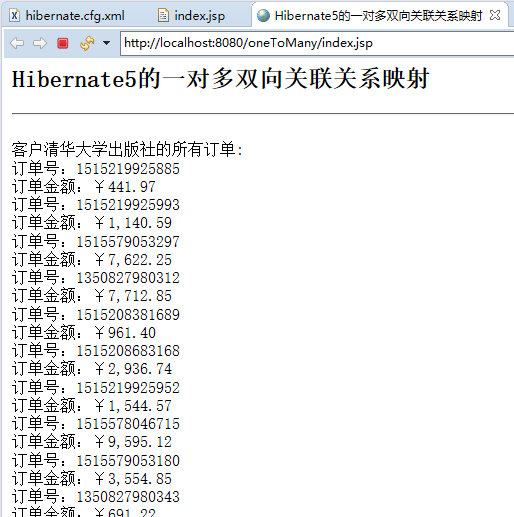 hibernate.cfg.xml
index.jsp
Hibernate5的一对多双向关联关系映射
http://localhost:8080/oneToMany/index.jsp
Hibernate5的一对多双向关联关系映射
客户清华大学出版社的所有订单:
订单号：1515219925885
订单金额：￥441.97
订单号：1515219925993
订单金额：￥1,140.59
订单号：1515579053297
订单金额：￥7,622.25
订单号：1350827980312
订单金额：￥7,712.85
订单号：1515208381689
订单金额：￥961.40
订单号：1515208683168
订单金额：￥2,936.74
订单号：1515219925952
订单金额：￥1,544.57
订单号：1515578046715
订单金额：￥9,595.12
订单号：1515579053180
订单金额：￥3,554.85
订单号：1350827980343
订单金额：￥691.22